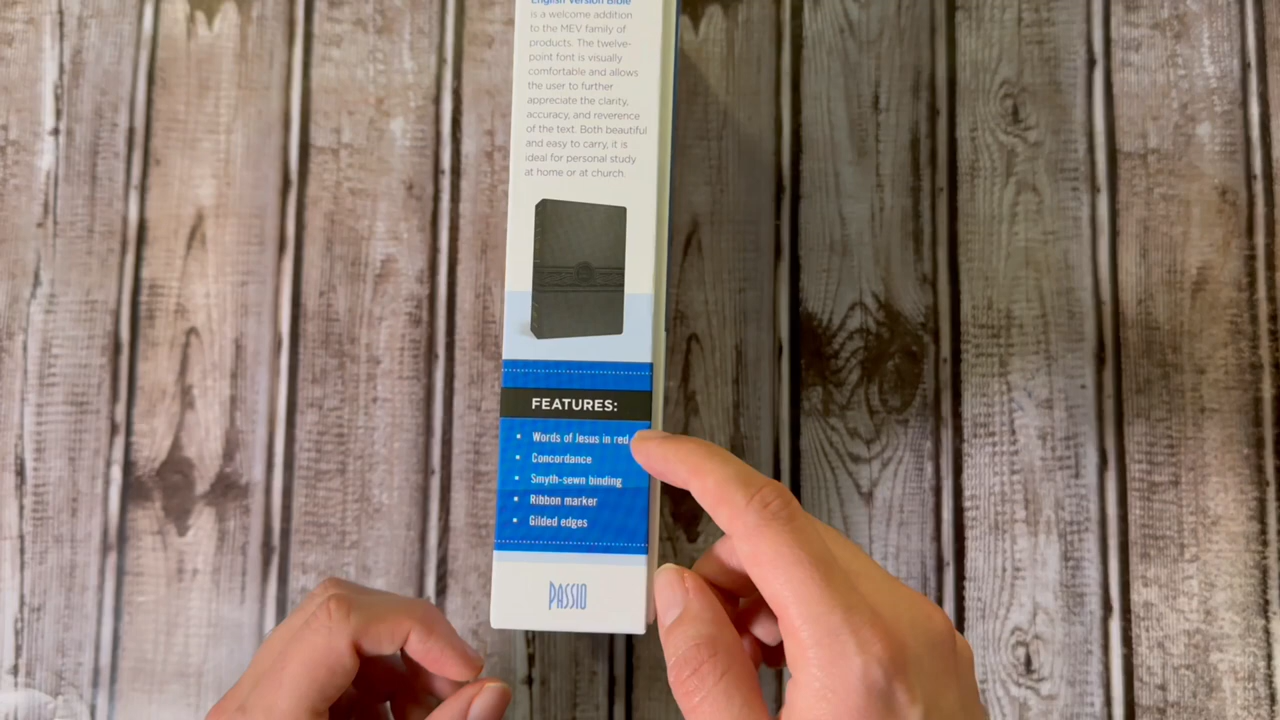 English Version Bible
is a welcome addition
to the MEV family of
products. The twelve-
point font is visually
comfortable and allows
the user to further
appreciate the clarity,
accuracy, and reverence
of the text. Both beautiful
and easy to carry, it is
ideal for personal study
at home or at church.
FEATURES:
▪ Words of Jesus in red
▪ Concordance
▪ Smyth-sewn binding
▪ Ribbon marker
▪ Gilded edges
PASSIO